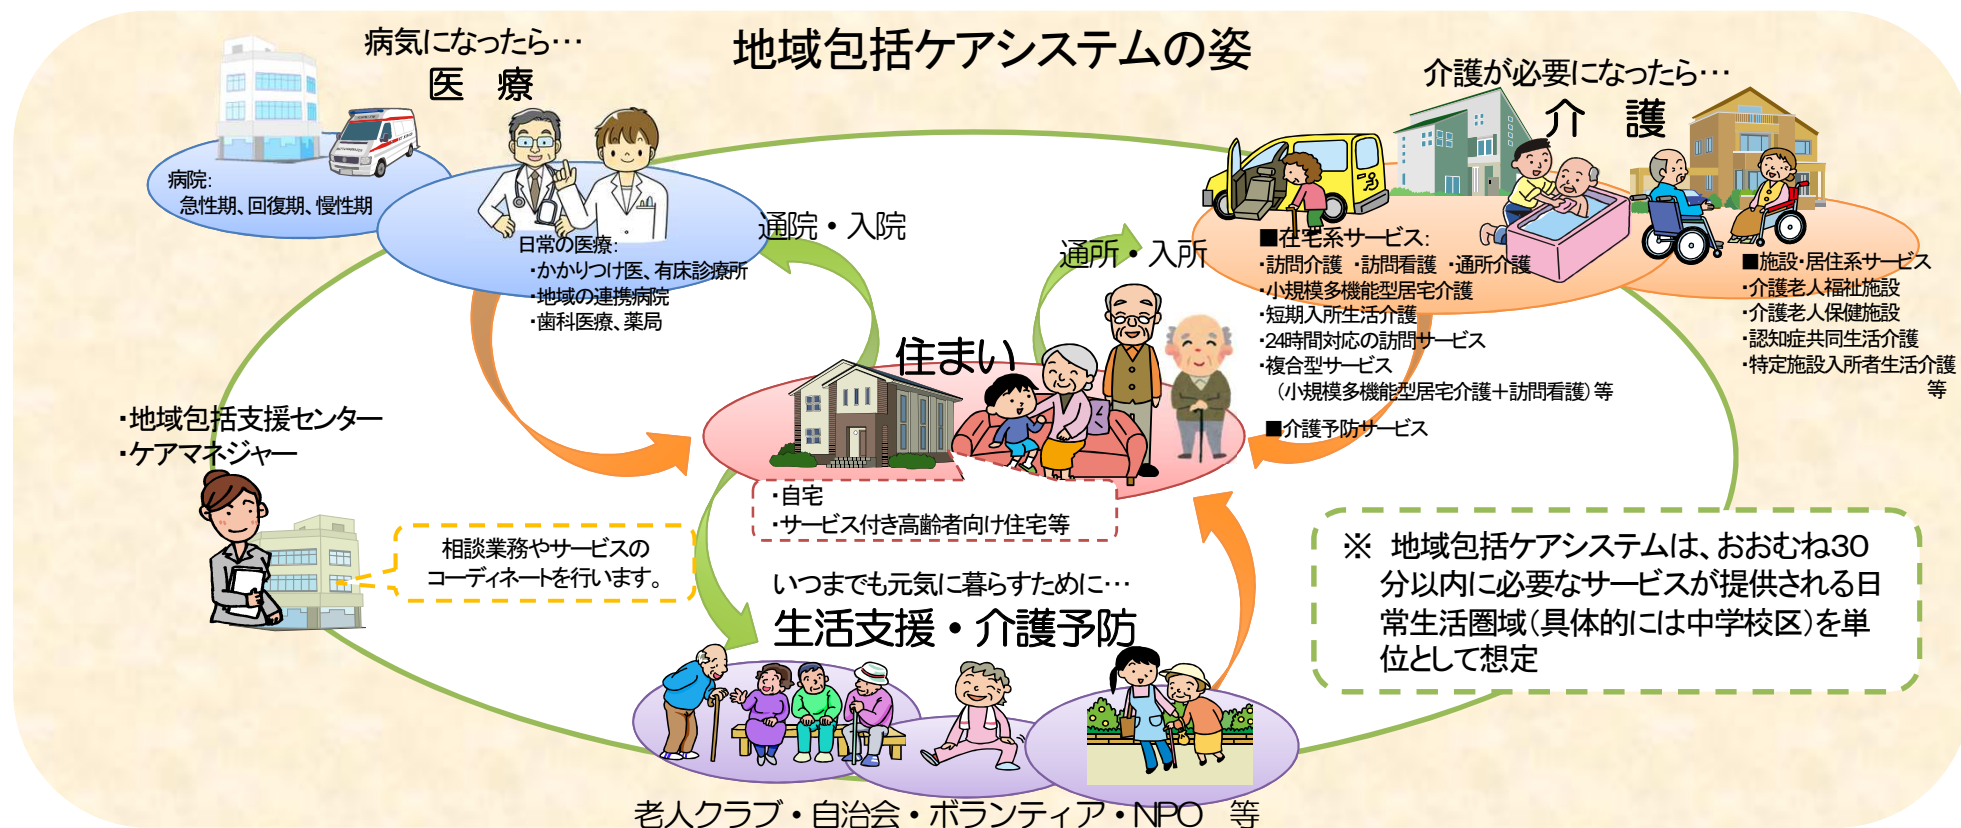 地域包括ケアシステムの姿
病気になったら…
医 療
病院:
急性期、回復期、慢性期
日常の医療:
・かかりつけ医、有床診療所
・地域の連携病院
・歯科医療、薬局
通院・入院
通所・入所
介護が必要になったら…
介 護
■在宅系サービス:
・訪問介護 ・訪問看護 ・通所介護
・小規模多機能型居宅介護
・短期入所生活介護
・24時間対応の訪問サービス
・複合型サービス
(小規模多機能型居宅介護+訪問看護)等
■介護予防サービス
■施設・居住系サービス
・介護老人福祉施設
・介護老人保健施設
・認知症共同生活介護
・特定施設入所者生活介護
等
住まい
・自宅
・サービス付き高齢者向け住宅等
・地域包括支援センター
・ケアマネジャー
相談業務やサービスの
コーディネートを行います。
いつまでも元気に暮らすために…
生活支援・介護予防
老人クラブ・自治会・ボランティア・NPO 等
※ 地域包括ケアシステムは、おおむね30
分以内に必要なサービスが提供される日
常生活圏域(具体的には中学校区)を単
位として想定